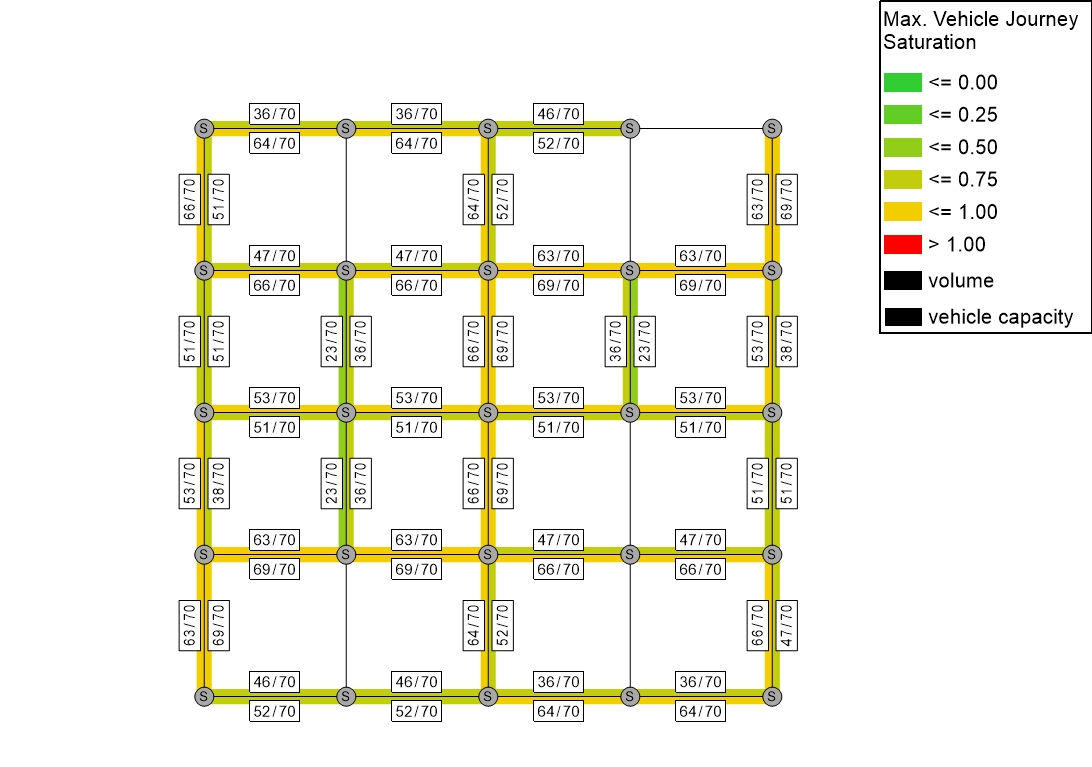 Max. Vehicle Journey
Saturation
<= 0.00
<= 0.25
<= 0.50
<= 0.75
<= 1.00
> 1.00
volume
vehicle capacity
36/70 36/70 46/70
S S S S S
64/70 64/70 52/70
66/70 51/70 64/70 52/70 63/70 69/70
47/70 47/70 63/70 63/70
S S S S S
66/70 66/70 69/70 69/70
51/70 51/70 23/70 36/70 66/70 69/70 36/70 23/70 53/70 38/70
53/70 53/70 53/70 53/70
S S S S S
51/70 51/70 51/70 51/70
53/70 38/70 23/70 36/70 66/70 69/70 51/70 51/70
63/70 63/70 47/70 47/70
S S S S S
69/70 69/70 66/70 66/70
63/70 69/70 64/70 52/70 66/70 47/70
46/70 46/70 36/70 36/70
S S S S S
52/70 52/70 64/70 64/70